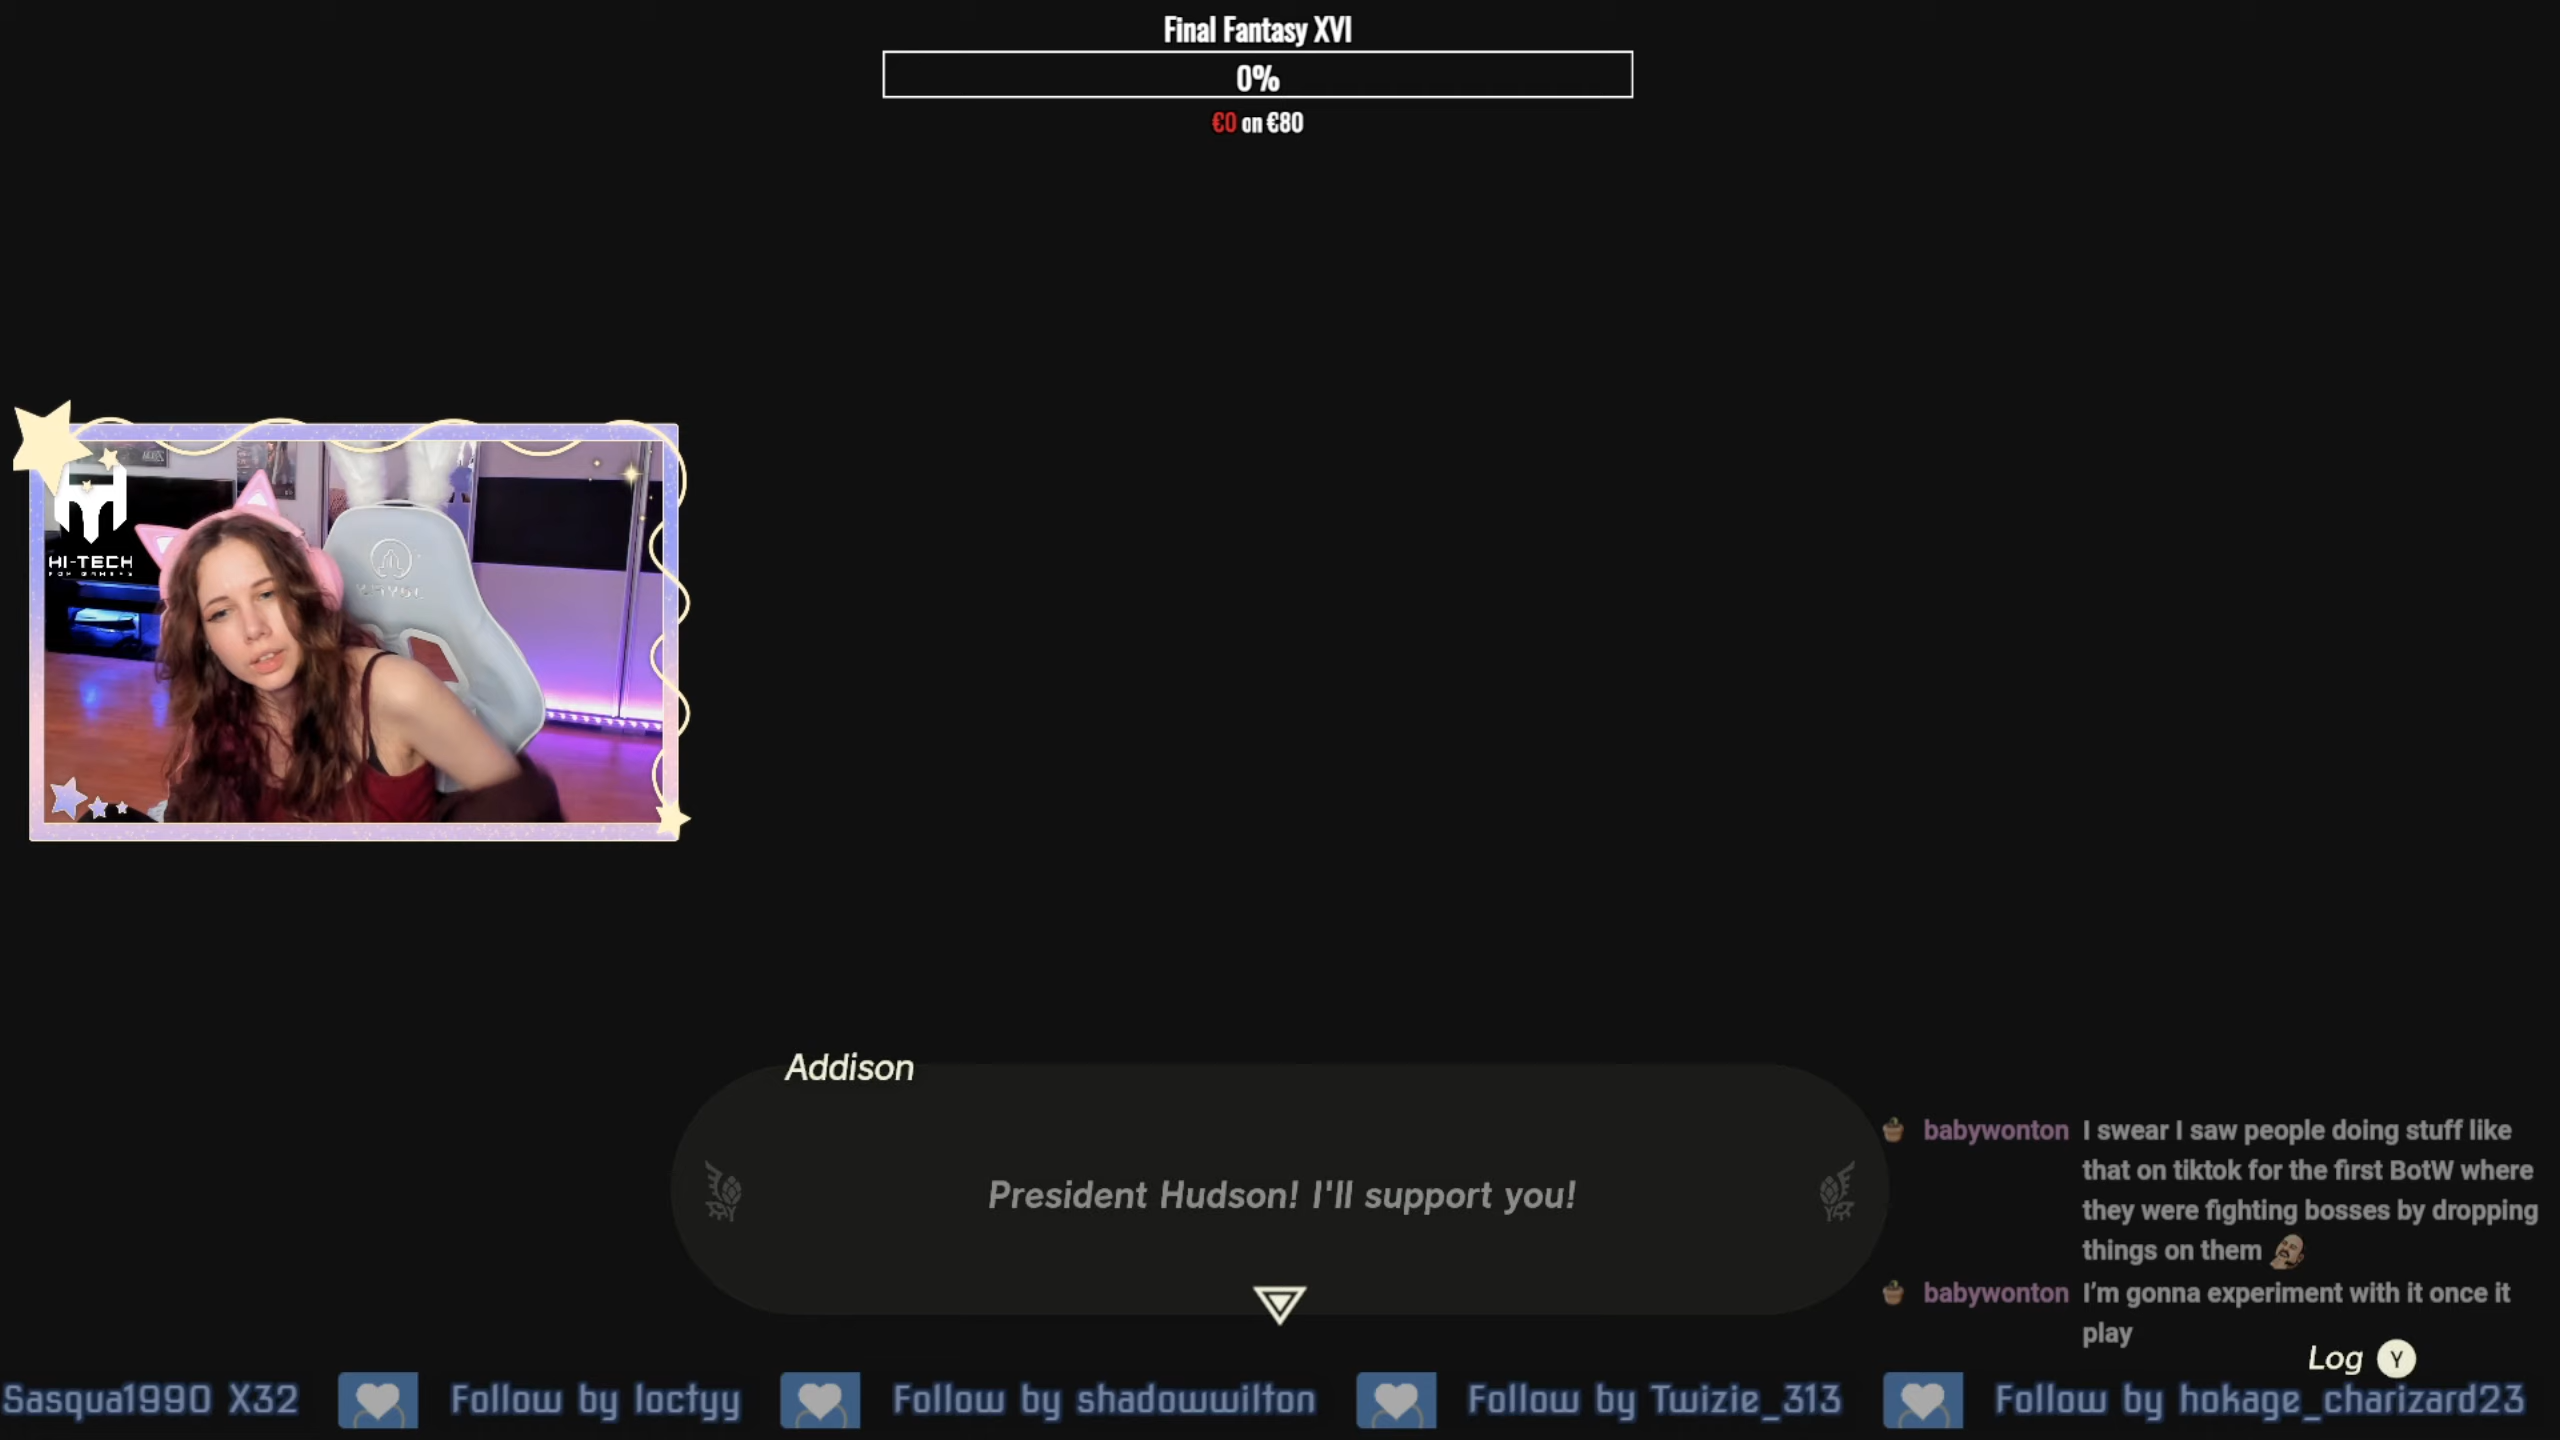 Final Fantasy XVI
0%
€0 on €80
HI-TECH
FOR GAMERS
Addison
President Hudson! I'll support you!
babywonton I swear I saw people doing stuff like
that on tiktok for the first BotW where
they were fighting bosses by dropping
things on them
babywonton I'm gonna experiment with it once it
play
Log Y
Sasqua1990 X32 Follow by loctyy Follow by shadowwilton Follow by Twizie_313 Follow by hokage_charizard23